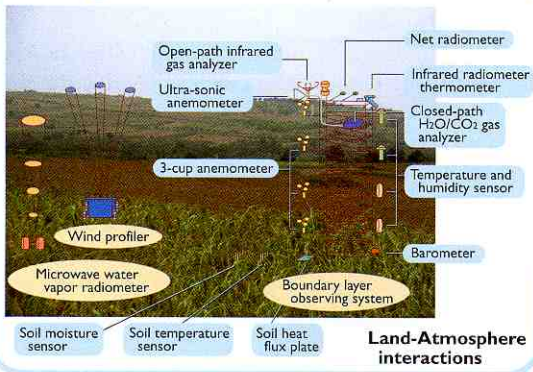 Open-path infrared
gas analyzer
Ultra-sonic
anemometer
3-cup anemometer
Net radiometer
Infrared radiometer
thermometer
Closed-path
H2O/CO2 gas
analyzer
Temperature and
humidity sensor
Barometer
Wind profiler
Microwave water
vapor radiometer
Boundary layer
observing system
Soil moisture
sensor
Soil temperature
sensor
Soil heat
flux plate
Land-Atmosphere
interactions